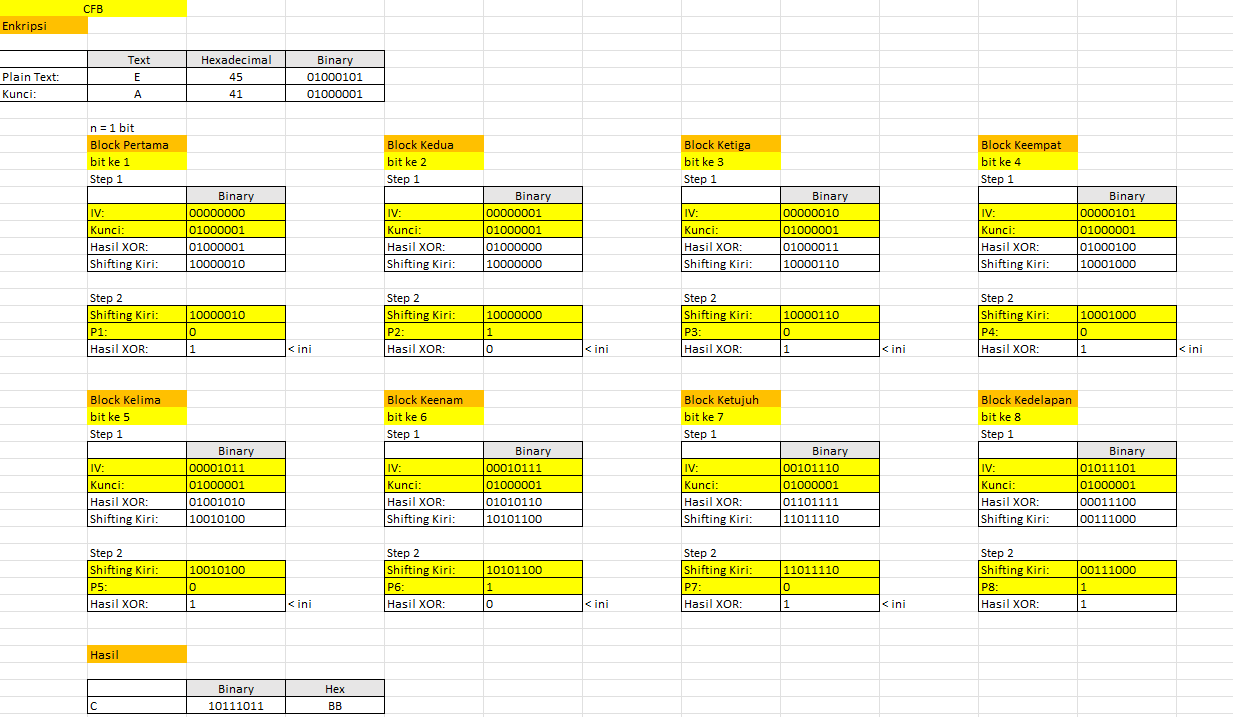 CFB
Enkripsi
Text Hexadecimal Binary
Plain Text: E 45 01000101
Kunci: A 41 01000001
n = 1 bit
Block Pertama Block Kedua Block Ketiga Block Keempat
bit ke 1 bit ke 2 bit ke 3 bit ke 4
Step 1 Step 1 Step 1 Step 1
Binary Binary Binary Binary
IV: 00000000 IV: 00000001 IV: 00000010 IV: 00000101
Kunci: 01000001 Kunci: 01000001 Kunci: 01000001 Kunci: 01000001
Hasil XOR: 01000001 Hasil XOR: 01000000 Hasil XOR: 01000011 Hasil XOR: 01000100
Shifting Kiri: 10000010 Shifting Kiri: 10000000 Shifting Kiri: 10000110 Shifting Kiri: 10001000
Step 2 Step 2 Step 2 Step 2
Shifting Kiri: 10000010 Shifting Kiri: 10000000 Shifting Kiri: 10000110 Shifting Kiri: 10001000
P1: 0 P2: 1 P3: 0 P4: 0
Hasil XOR: 1 < ini Hasil XOR: 0 < ini Hasil XOR: 1 < ini Hasil XOR: 1 < ini
Block Kelima Block Keenam Block Ketujuh Block Kedelapan
bit ke 5 bit ke 6 bit ke 7 bit ke 8
Step 1 Step 1 Step 1 Step 1
Binary Binary Binary Binary
IV: 00001011 IV: 00010111 IV: 00101110 IV: 01011101
Kunci: 01000001 Kunci: 01000001 Kunci: 01000001 Kunci: 01000001
Hasil XOR: 01001010 Hasil XOR: 01010110 Hasil XOR: 01101111 Hasil XOR: 00011100
Shifting Kiri: 10010100 Shifting Kiri: 10101100 Shifting Kiri: 11011110 Shifting Kiri: 00111000
Step 2 Step 2 Step 2 Step 2
Shifting Kiri: 10010100 Shifting Kiri: 10101100 Shifting Kiri: 11011110 Shifting Kiri: 00111000
P5: 0 P6: 1 P7: 0 P8: 1
Hasil XOR: 1 < ini Hasil XOR: 0 < ini Hasil XOR: 1 < ini Hasil XOR: 1
Hasil
Binary Hex
C 10111011 BB